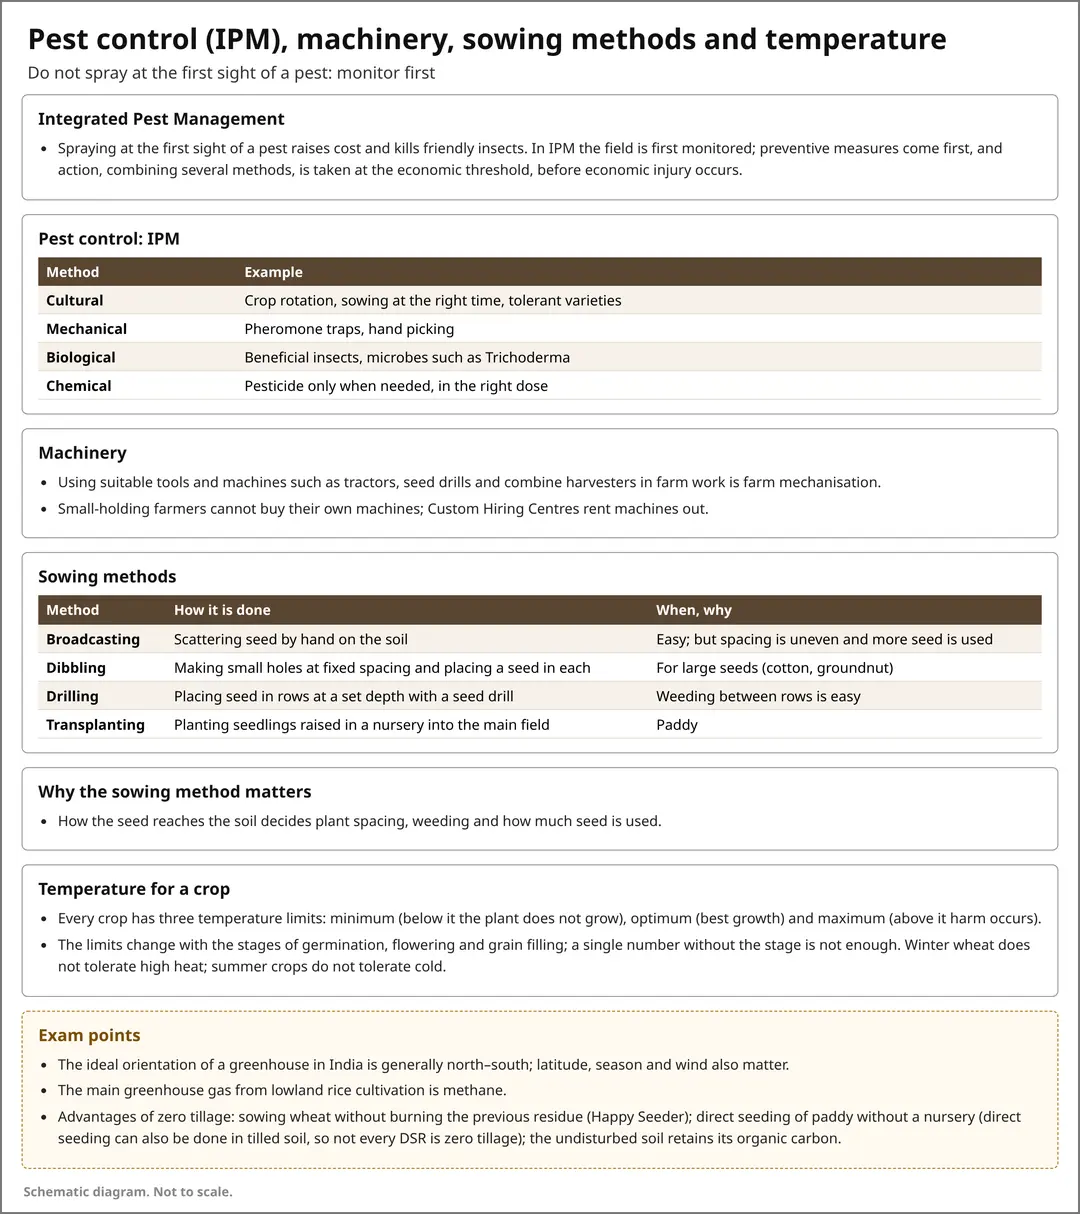 Pest control (IPM), machinery, sowing methods and temperature
Do not spray at the first sight of a pest: monitor first
Integrated Pest Management
• Spraying at the first sight of a pest raises cost and kills friendly insects. In IPM the field is first monitored; preventive measures come first, and
action, combining several methods, is taken at the economic threshold, before economic injury occurs.
Pest control: IPM
Method Example
Cultural Crop rotation, sowing at the right time, tolerant varieties
Mechanical Pheromone traps, hand picking
Biological Beneficial insects, microbes such as Trichoderma
Chemical Pesticide only when needed, in the right dose
Machinery
• Using suitable tools and machines such as tractors, seed drills and combine harvesters in farm work is farm mechanisation.
• Small-holding farmers cannot buy their own machines; Custom Hiring Centres rent machines out.
Sowing methods
Method How it is done When, why
Broadcasting Scattering seed by hand on the soil Easy; but spacing is uneven and more seed is used
Dibbling Making small holes at fixed spacing and placing a seed in each For large seeds (cotton, groundnut)
Drilling Placing seed in rows at a set depth with a seed drill Weeding between rows is easy
Transplanting Planting seedlings raised in a nursery into the main field Paddy
Why the sowing method matters
• How the seed reaches the soil decides plant spacing, weeding and how much seed is used.
Temperature for a crop
• Every crop has three temperature limits: minimum (below it the plant does not grow), optimum (best growth) and maximum (above it harm occurs).
• The limits change with the stages of germination, flowering and grain filling; a single number without the stage is not enough. Winter wheat does
not tolerate high heat; summer crops do not tolerate cold.
Exam points
• The ideal orientation of a greenhouse in India is generally north–south; latitude, season and wind also matter.
• The main greenhouse gas from lowland rice cultivation is methane.
• Advantages of zero tillage: sowing wheat without burning the previous residue (Happy Seeder); direct seeding of paddy without a nursery (direct
seeding can also be done in tilled soil, so not every DSR is zero tillage); the undisturbed soil retains its organic carbon.
Schematic diagram. Not to scale.